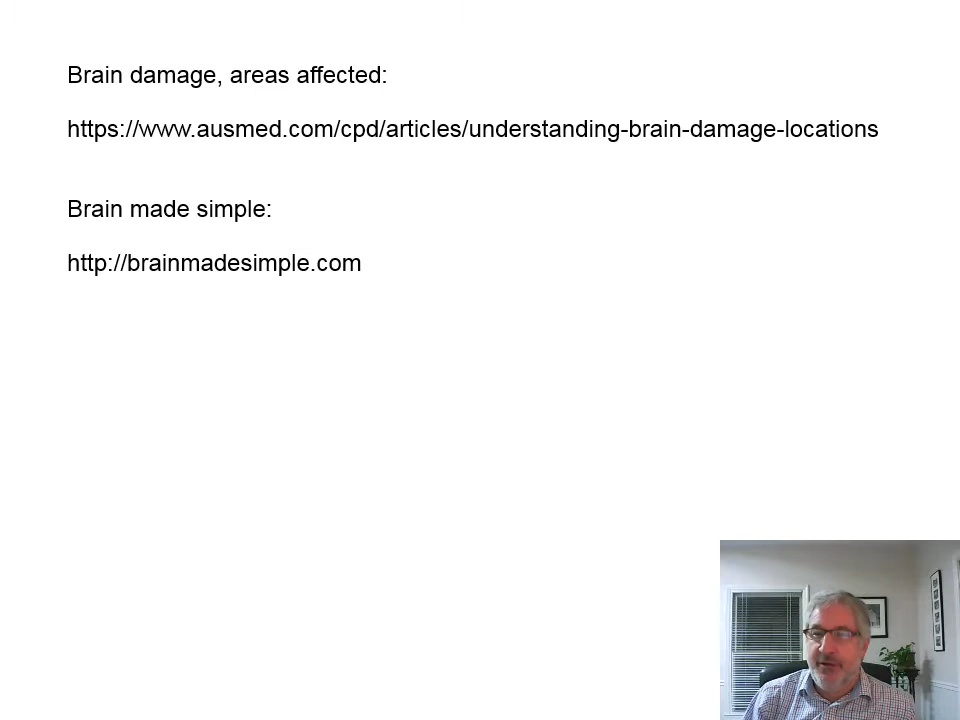 Brain damage, areas affected:
https://www.ausmed.com/cpd/articles/understanding-brain-damage-locations
Brain made simple:
http://brainmadesimple.com